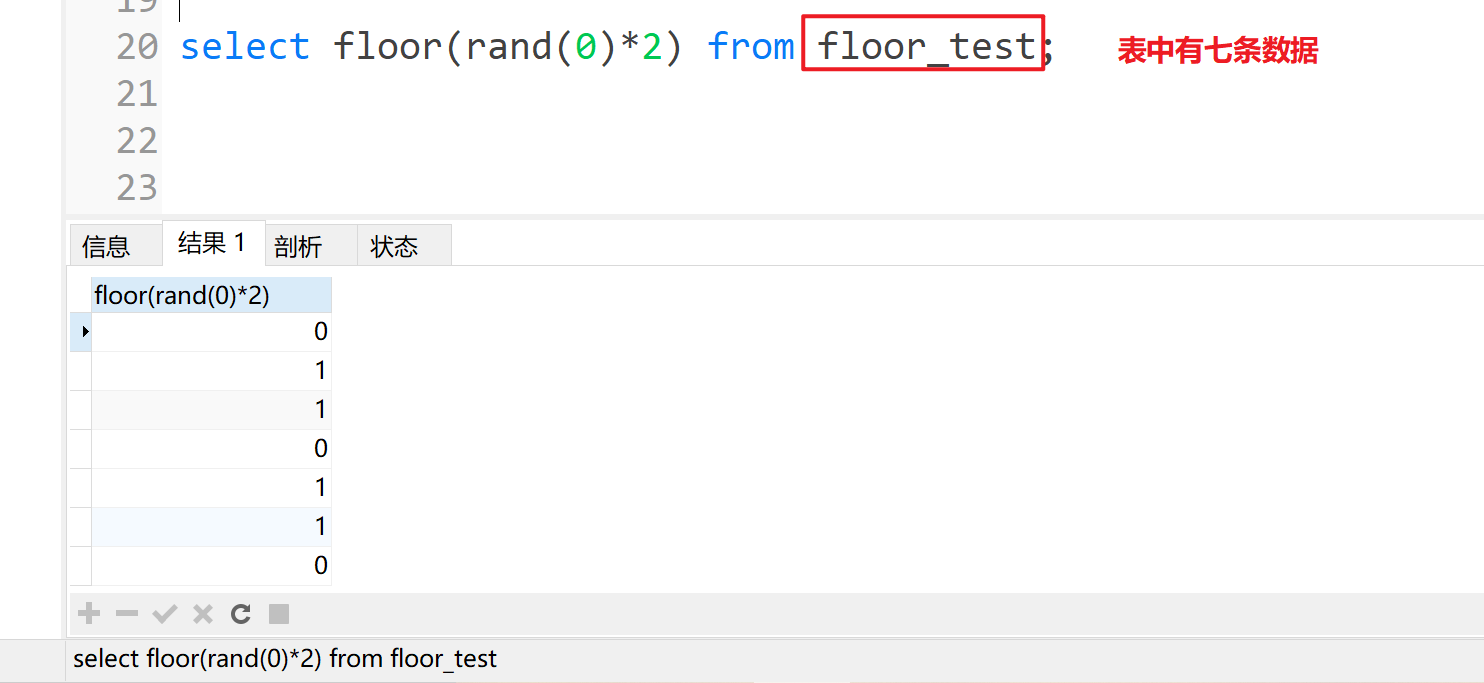 19
20 select floor(rand(0)*2) from floor_test; 表中有七条数据
21
22
23
信息 结果 1 剖析 状态
floor(rand(0)*2)
0
1
1
0
1
1
0
select floor(rand(0)*2) from floor_test